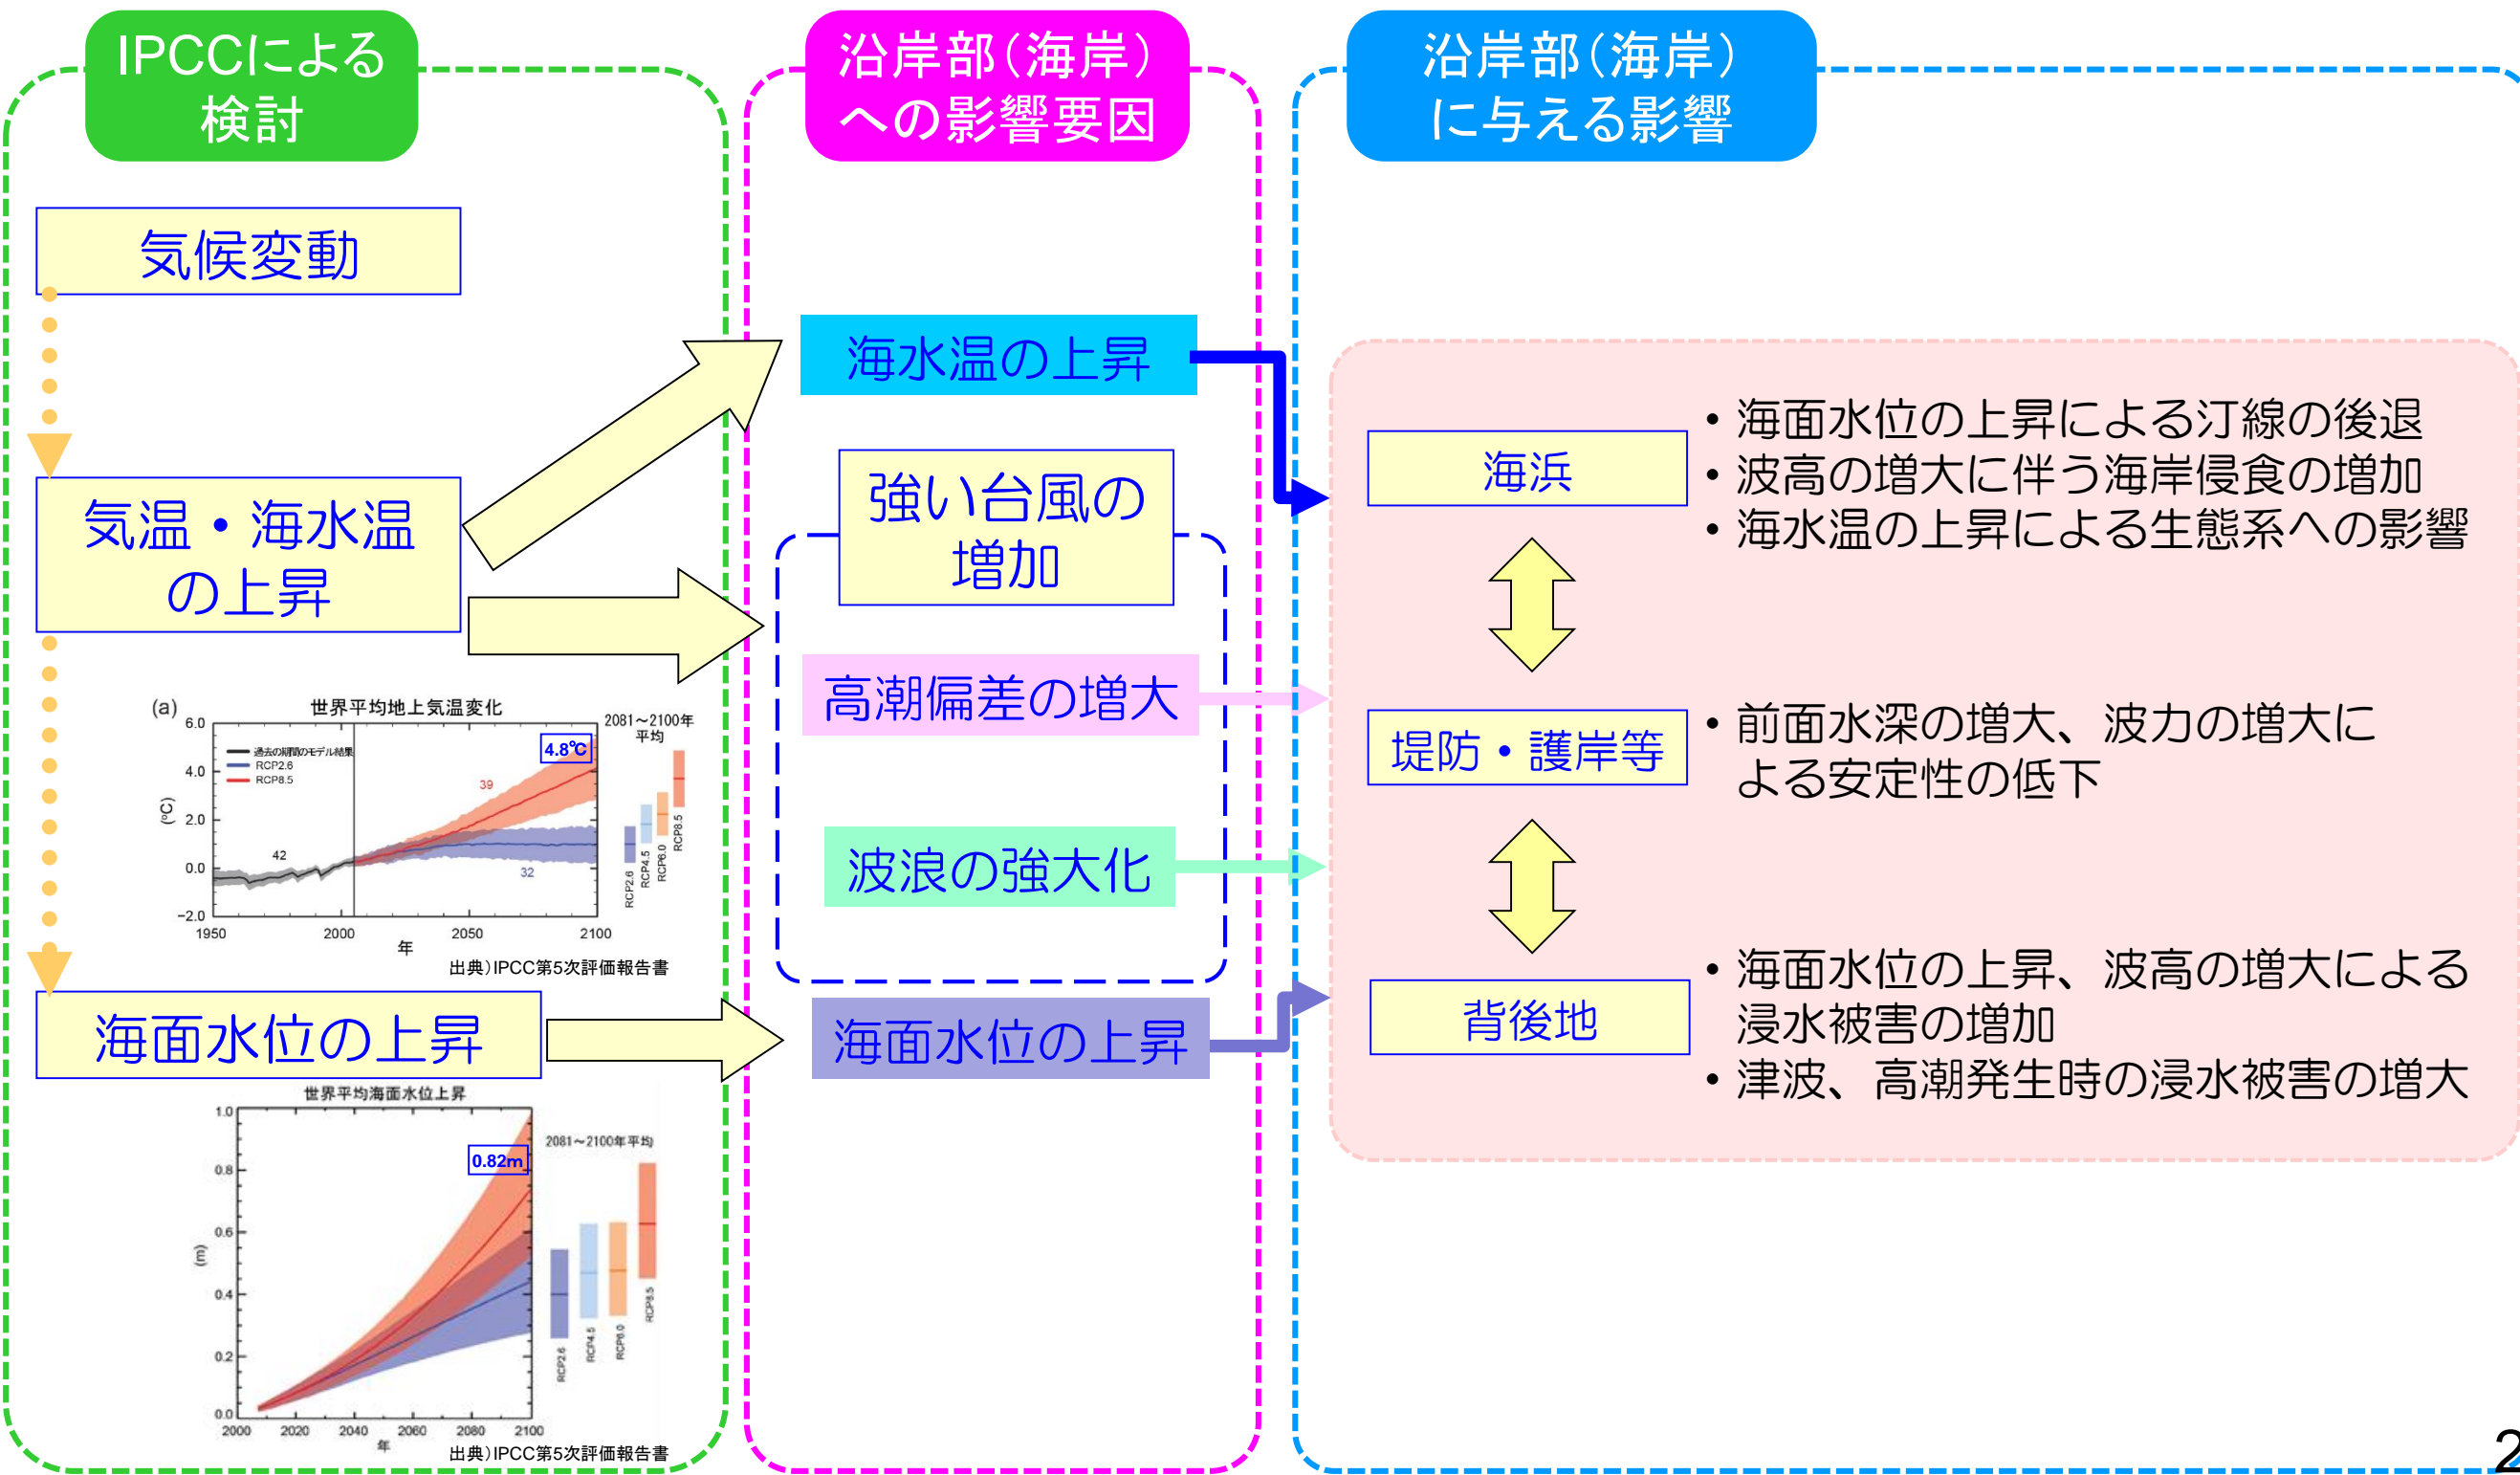 IPCCによる
検討
気候変動
気温・海水温
の上昇
(a)
世界平均地上気温変化
2081～2100年
平均
6.0
4.0
2.0
0.0
−2.0
(°C)
過去の期間のモデル結果
RCP2.6
RCP8.5
4.8℃
39
42
32
RCP2.6
RCP4.5
RCP6.0
RCP8.5
1950
2000
2050
2100
年
出典)IPCC第5次評価報告書
海面水位の上昇
世界平均海面水位上昇
2081～2100年平均
0.82m
1.0
0.8
0.6
0.4
0.2
0.0
(m)
RCP2.6
RCP4.5
RCP6.0
RCP8.5
2000
2020
2040
2060
2080
2100
年
出典)IPCC第5次評価報告書
沿岸部(海岸)
への影響要因
海水温の上昇
強い台風の
増加
高潮偏差の増大
波浪の強大化
海面水位の上昇
沿岸部(海岸)
に与える影響
海浜
・海面水位の上昇による汀線の後退
・波高の増大に伴う海岸侵食の増加
・海水温の上昇による生態系への影響
堤防・護岸等
・前面水深の増大、波力の増大に
よる安定性の低下
背後地
・海面水位の上昇、波高の増大による
浸水被害の増加
・津波、高潮発生時の浸水被害の増大
2